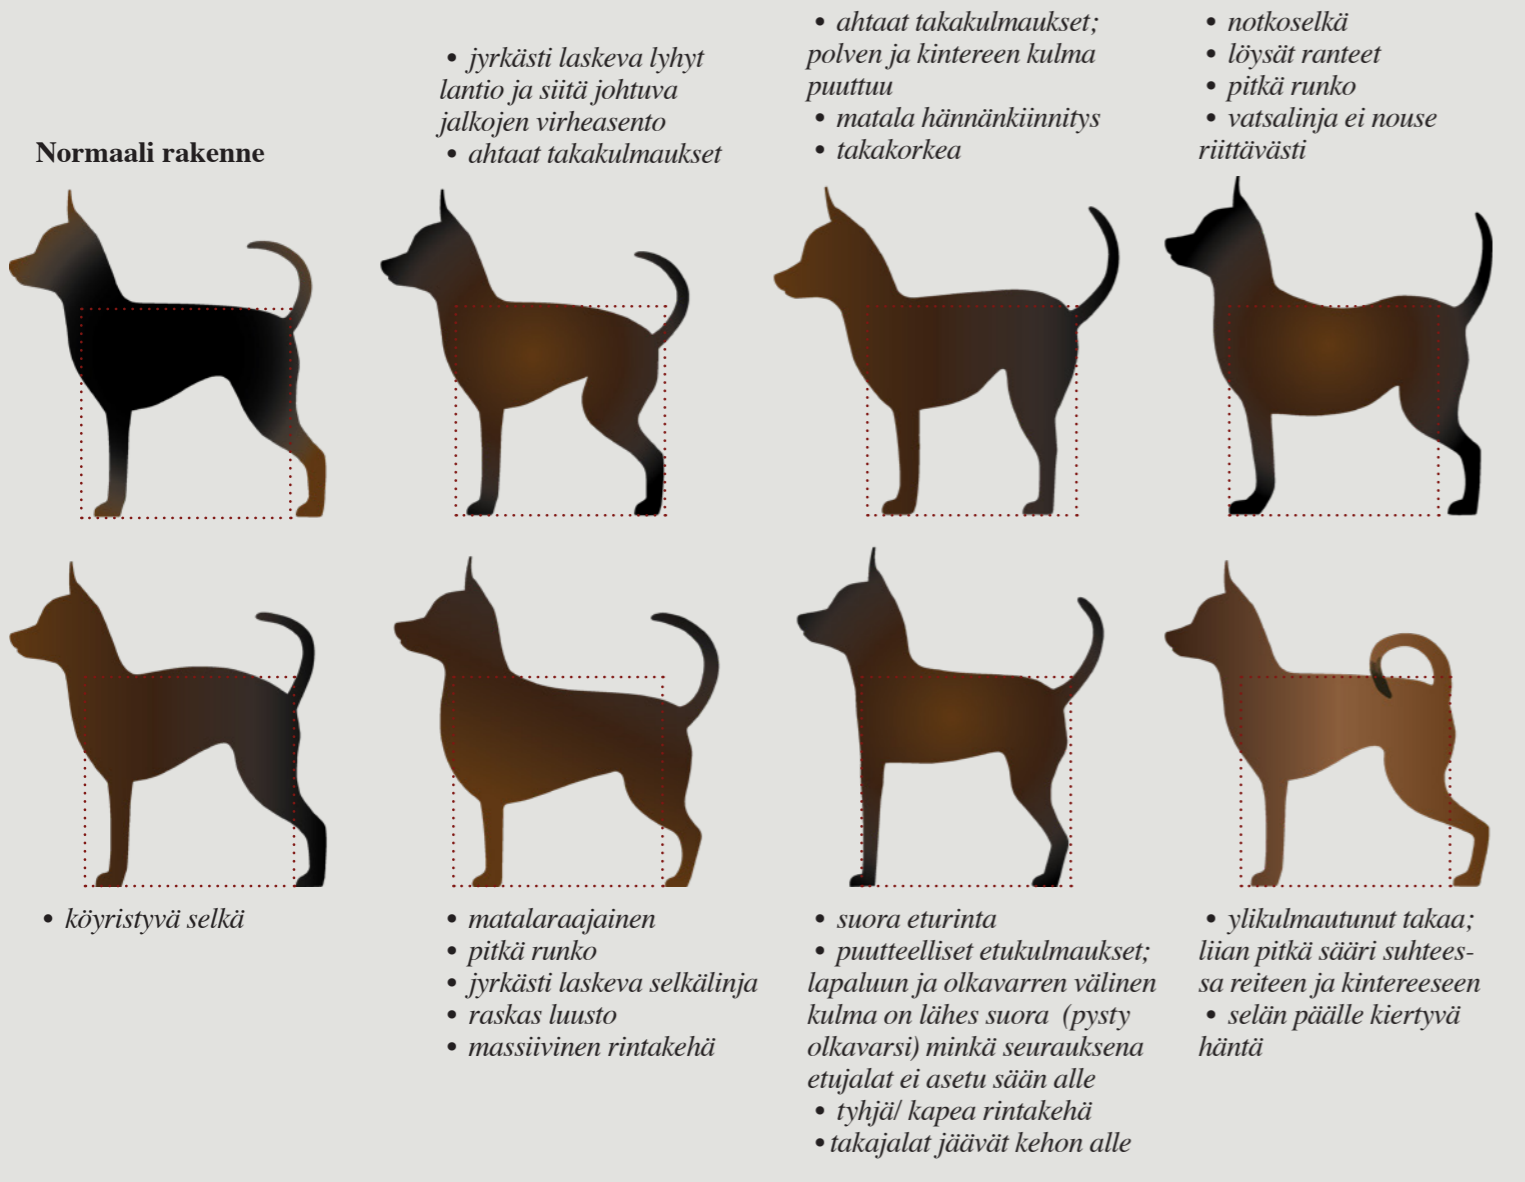 Normaali rakenne
• jyrkästi laskeva lyhyt
lantio ja siitä johtuva
jalkojen virheasento
• ahtaat takakulmaukset
• ahtaat takakulmaukset;
polven ja kintereen kulma
puuttuu
• matala hännänkiinnitys
• takakorkea
• notkoselkä
• löysät ranteet
• pitkä runko
• vatsalinja ei nouse
riittävästi
• köyristyvä selkä
• matalaraajainen
• pitkä runko
• jyrkästi laskeva selkälinja
• raskas luusto
• massiivinen rintakehä
• suora eturinta
• puutteelliset etukulmaukset;
lapaluun ja olkavarren välinen
kulma on lähes suora (pysty
olkavarsi) minkä seurauksena
etujalat ei asetu sään alle
• tyhjä/ kapea rintakehä
• takajalat jäävät kehon alle
• ylikulmautunut takaa;
liian pitkä sääri suhtees-
sa reiteen ja kintereeseen
• selän päälle kiertyvä
häntä